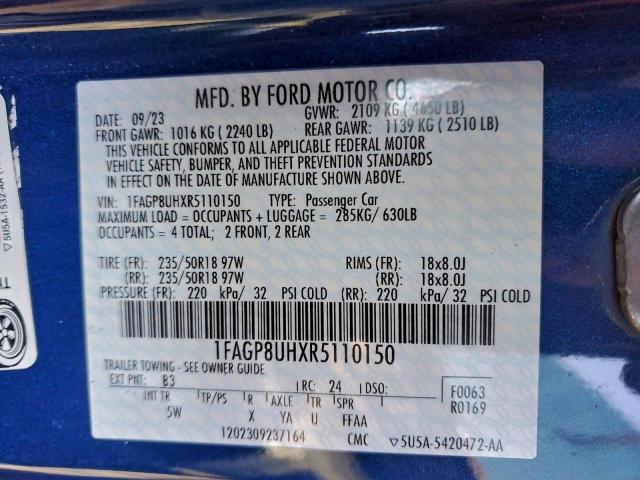 MFD. BY FORD MOTOR CO.
DATE: 09/23 GVWR: 2109 KG ( 4650 LB)
FRONT GAWR: 1016 KG ( 2240 LB) REAR GAWR: 1139 KG ( 2510 LB)
THIS VEHICLE CONFORMS TO ALL APPLICABLE FEDERAL MOTOR
VEHICLE SAFETY, BUMPER, AND THEFT PREVENTION STANDARDS
IN EFFECT ON THE DATE OF MANUFACTURE SHOWN ABOVE.
VIN: 1FAGP8UHXR5110150 TYPE: Passenger Car
MAXIMUM LOAD = OCCUPANTS + LUGGAGE = 285KG/ 630LB
OCCUPANTS = 4 TOTAL; 2 FRONT, 2 REAR
TIRE (FR): 235/50R18 97W RIMS (FR): 18x8.0J
(RR): 235/50R18 97W (RR): 18x8.0J
PRESSURE (FR): 220 kPa/ 32 PSI COLD (RR): 220 kPa/ 32 PSI COLD
1FAGP8UHXR5110150
TRAILER TOWING - SEE OWNER GUIDE
EXT PNT: B3 RC: 24 DSO: F0063
INT TR TP/PS R AXLE TR SPR R0169
5W X YA U FFAA
1202309237164 CMC ▽5U5A-5420472-AA
▽5U5A-1532-AA